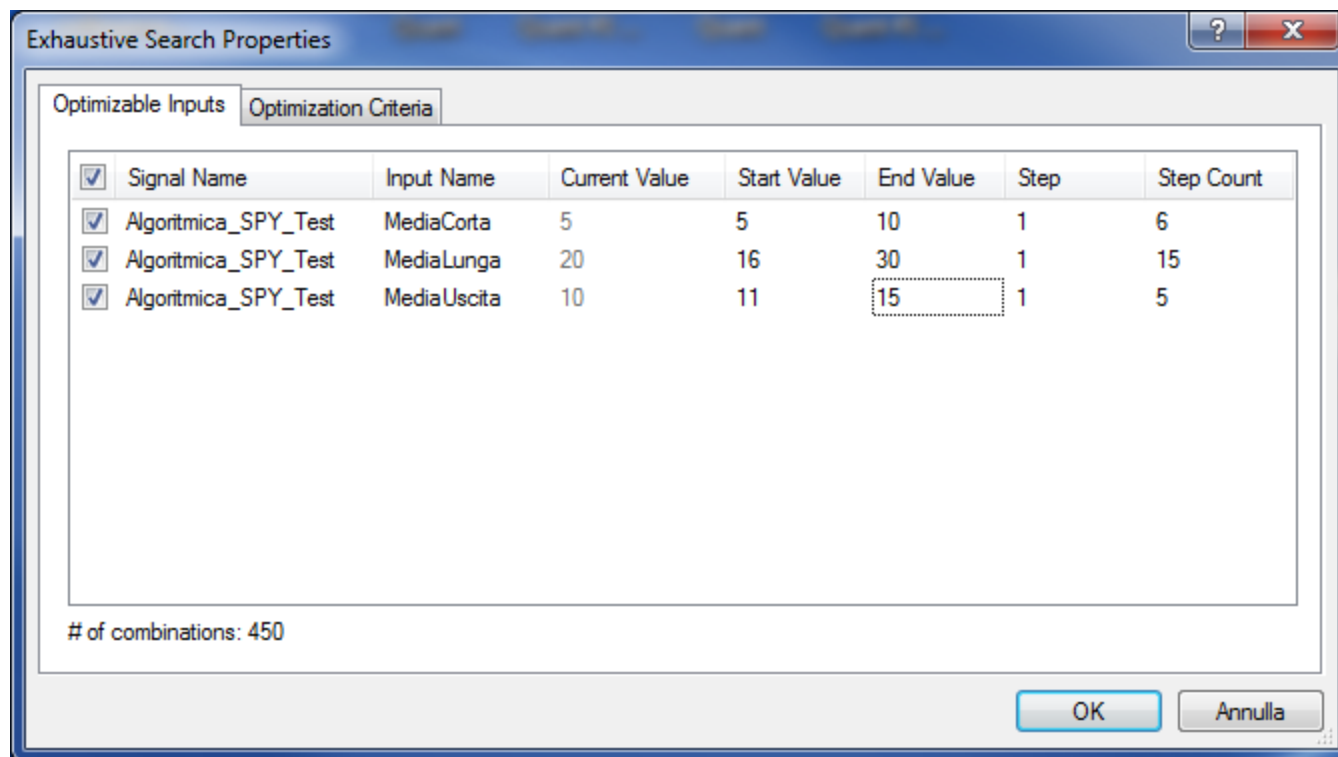 Exhaustive Search Properties
Optimizable Inputs Optimization Criteria
Signal Name Input Name Current Value Start Value End Value Step Step Count
Algoritmica_SPY_Test MediaCorta 5 5 10 1 6
Algoritmica_SPY_Test MediaLunga 20 16 30 1 15
Algoritmica_SPY_Test MediaUscita 10 11 15 1 5
# of combinations: 450
OK Annulla